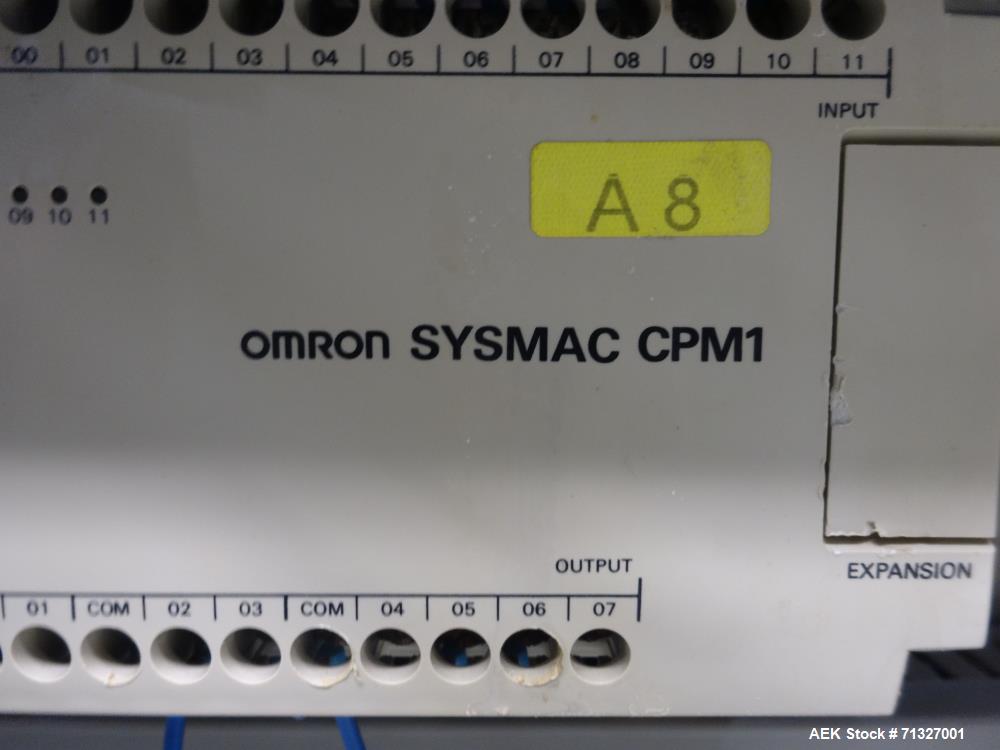 00 01 02 03 04 05 06 07 08 09 10 11
INPUT
A 8
09 10 11
omron SYSMAC CPM1
OUTPUT
01 COM 02 03 COM 04 05 06 07
EXPANSION
AEK Stock # 71327001